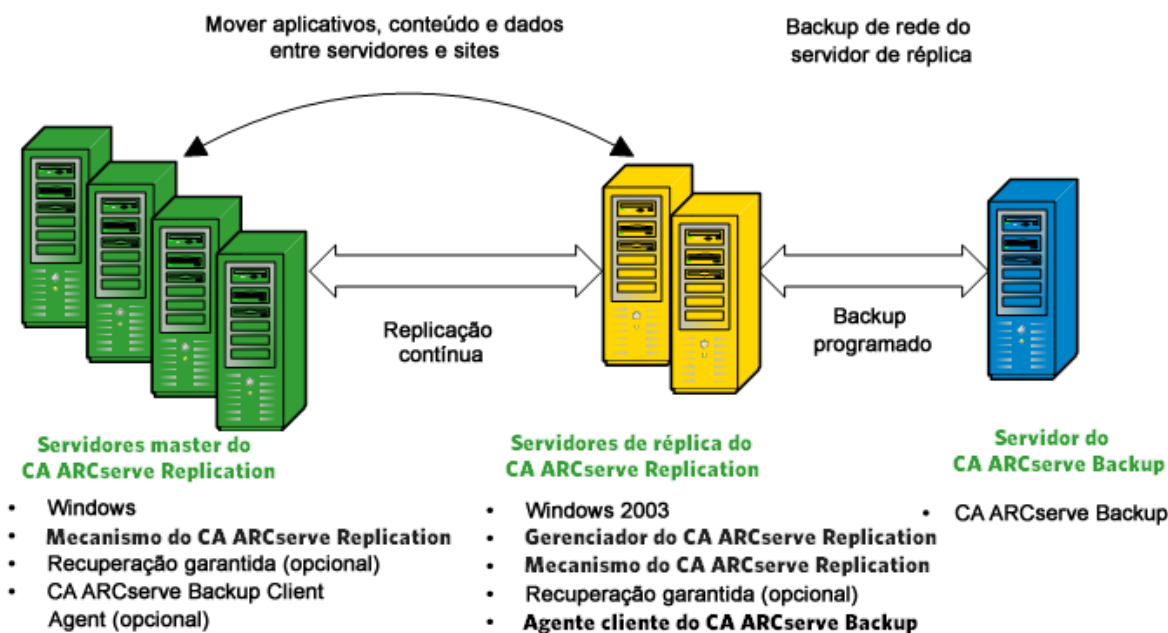 Mover aplicativos, conteúdo e dados
entre servidores e sites
Backup de rede do
servidor de réplica
Replicação
contínua
Backup
programado
Servidores master do
CA ARCserve Replication
• Windows
• Mecanismo do CA ARCserve Replication
• Recuperação garantida (opcional)
• CA ARCserve Backup Client
Agent (opcional)
Servidores de réplica do
CA ARCserve Replication
• Windows 2003
• Gerenciador do CA ARCserve Replication
• Mecanismo do CA ARCserve Replication
• Recuperação garantida (opcional)
• Agente cliente do CA ARCserve Backup
Servidor do
CA ARCserve Backup
• CA ARCserve Backup